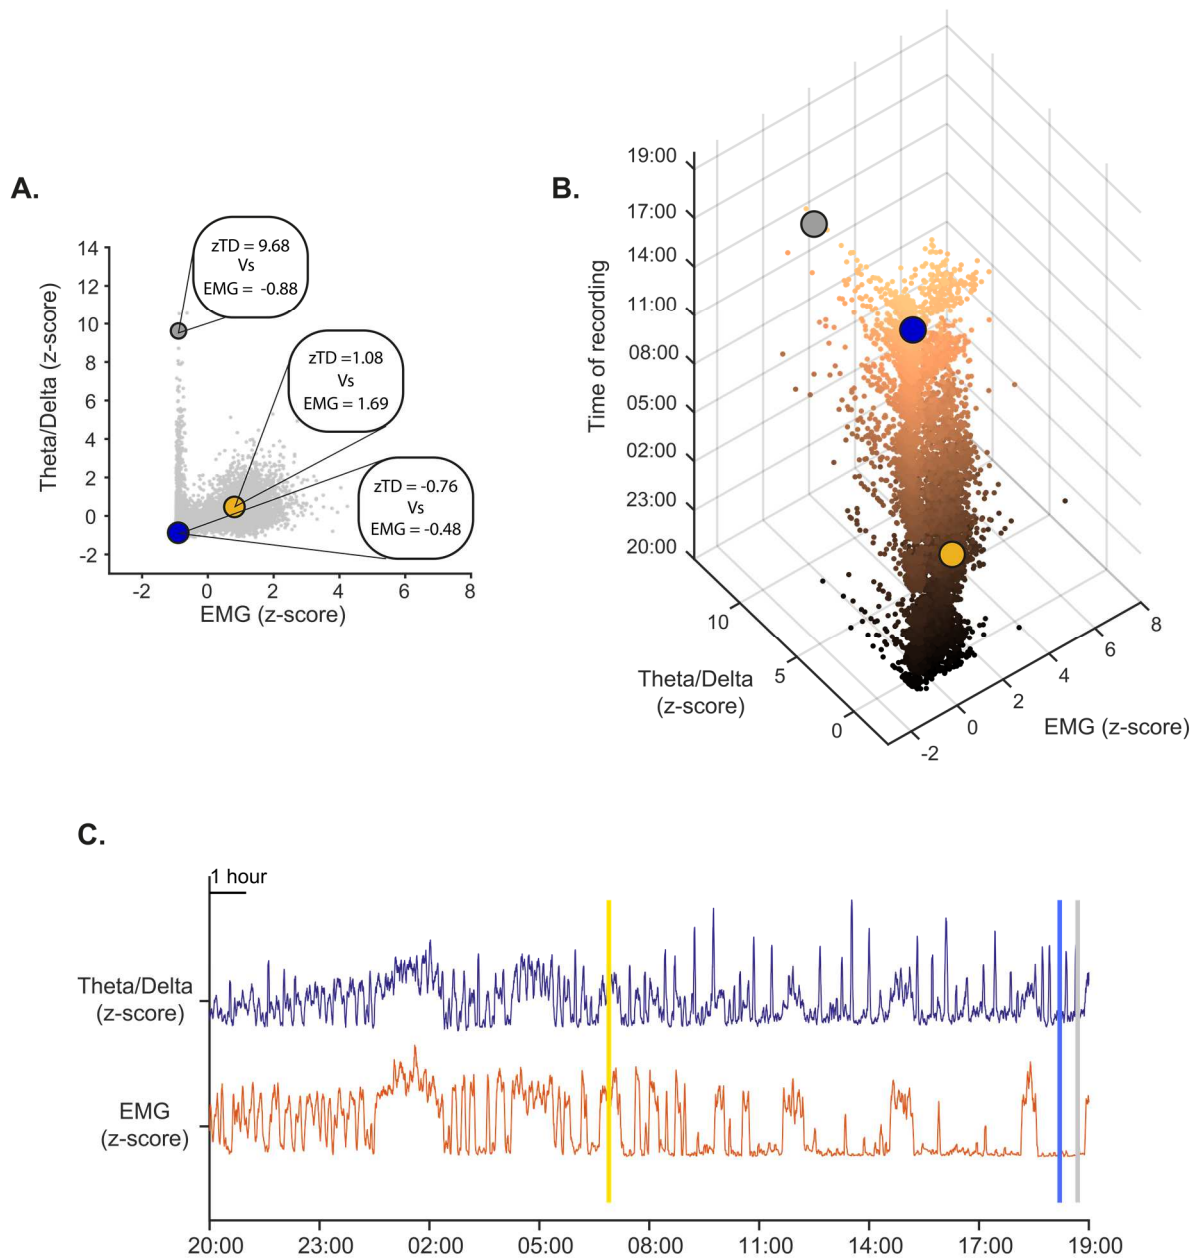 A.
Theta/Delta (z-score)
14
12
10
8
6
4
2
0
-2
-2
0
2
4
6
8
EMG (z-score)
zTD = 9.68
Vs
EMG = -0.88
zTD =1.08
Vs
EMG = 1.69
zTD = -0.76
Vs
EMG = -0.48
B.
Time of recording
19:00
17:00
14:00
11:00
08:00
05:00
02:00
23:00
20:00
10
5
0
Theta/Delta
(z-score)
-2
0
2
4
6
8
EMG (z-score)
C.
1 hour
Theta/Delta
(z-score)
EMG
(z-score)
20:00
23:00
02:00
05:00
08:00
11:00
14:00
17:00
19:00